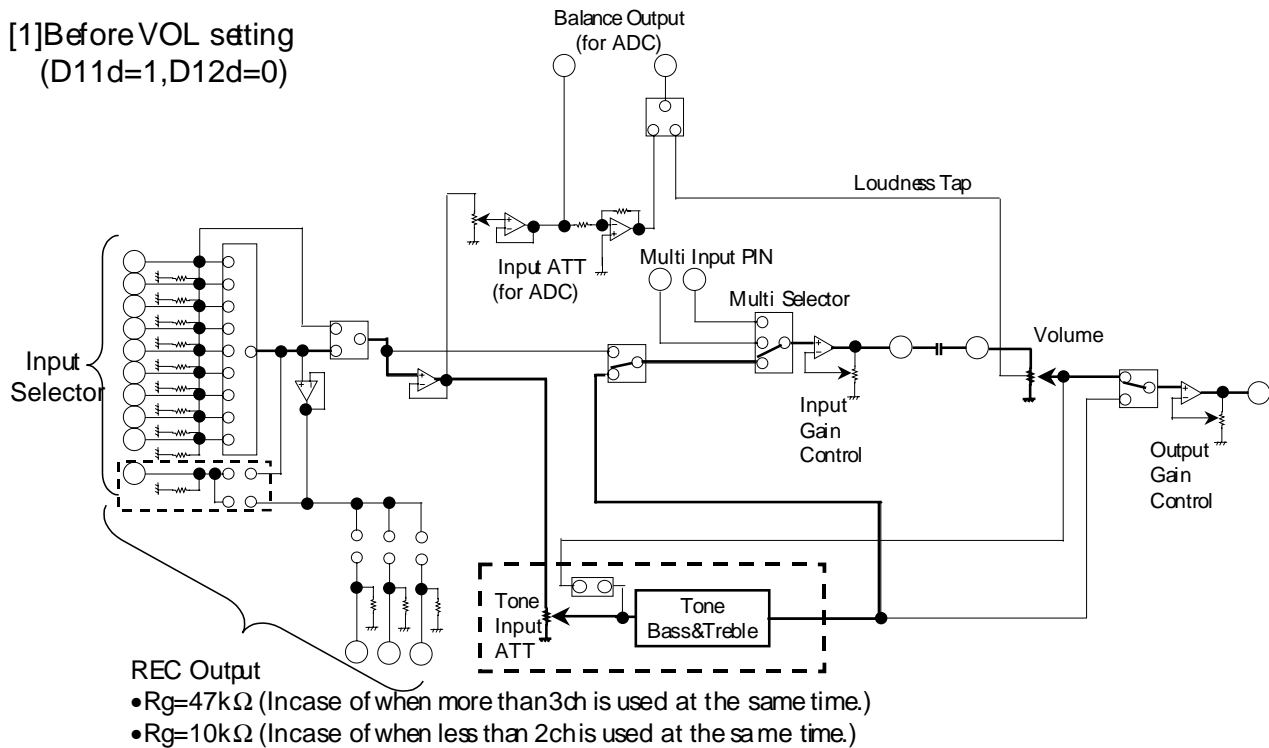 [1]Before VOL setting
(D11d=1,D12d=0)
Balance Output
(for ADC)
Loudness Tap
Input ATT
(for ADC)
Multi Input PIN
Multi Selector
Volume
Input
Selector
Input
Gain
Control
Output
Gain
Control
Tone
Input
ATT
Tone
Bass&Treble
REC Output
•Rg=47kΩ (Incase of when more than3ch is used at the same time.)
•Rg=10kΩ (Incase of when less than 2ch is used at the same time.)